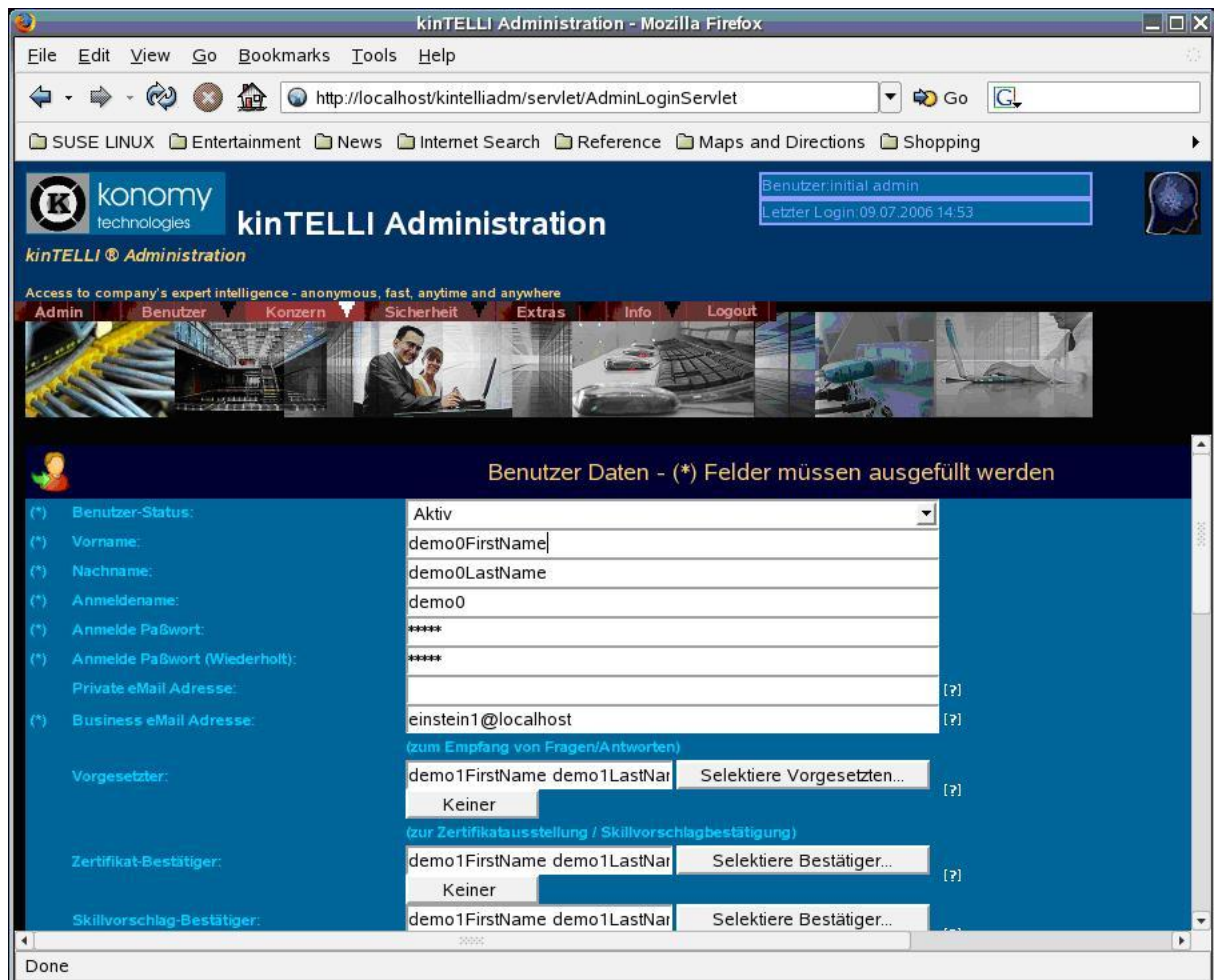 kinTELLI Administration - Mozilla Firefox
File Edit View Go Bookmarks Tools Help
http://localhost/kintelliadm/servlet/AdminLoginServlet Go G
SUSE LINUX Entertainment News Internet Search Reference Maps and Directions Shopping
K konomy technologies
kinTELLI Administration
Benutzer:initial admin
Letzter Login:09.07.2006 14:53
kinTELLI ® Administration
Access to company's expert intelligence - anonymous, fast, anytime and anywhere
Admin Benutzer Konzern Sicherheit Extras Info Logout
Benutzer Daten - (*) Felder müssen ausgefüllt werden
(*) Benutzer-Status: Aktiv
(*) Vorname: demo0FirstName
(*) Nachname: demo0LastName
(*) Anmeldename: demo0
(*) Anmelde Paßwort: *****
(*) Anmelde Paßwort (Wiederholt): *****
Private eMail Adresse: [?]
(*) Business eMail Adresse: einstein1@localhost [?]
(zum Empfang von Fragen/Antworten)
Vorgesetzter: demo1FirstName demo1LastNar Selektiere Vorgesetzten... [?]
Keiner
(zur Zertifikatausstellung / Skillvorschlagbestätigung)
Zertifikat-Bestätiger: demo1FirstName demo1LastNar Selektiere Bestätiger... [?]
Keiner
Skillvorschlag-Bestätiger: demo1FirstName demo1LastNar Selektiere Bestätiger...
Done